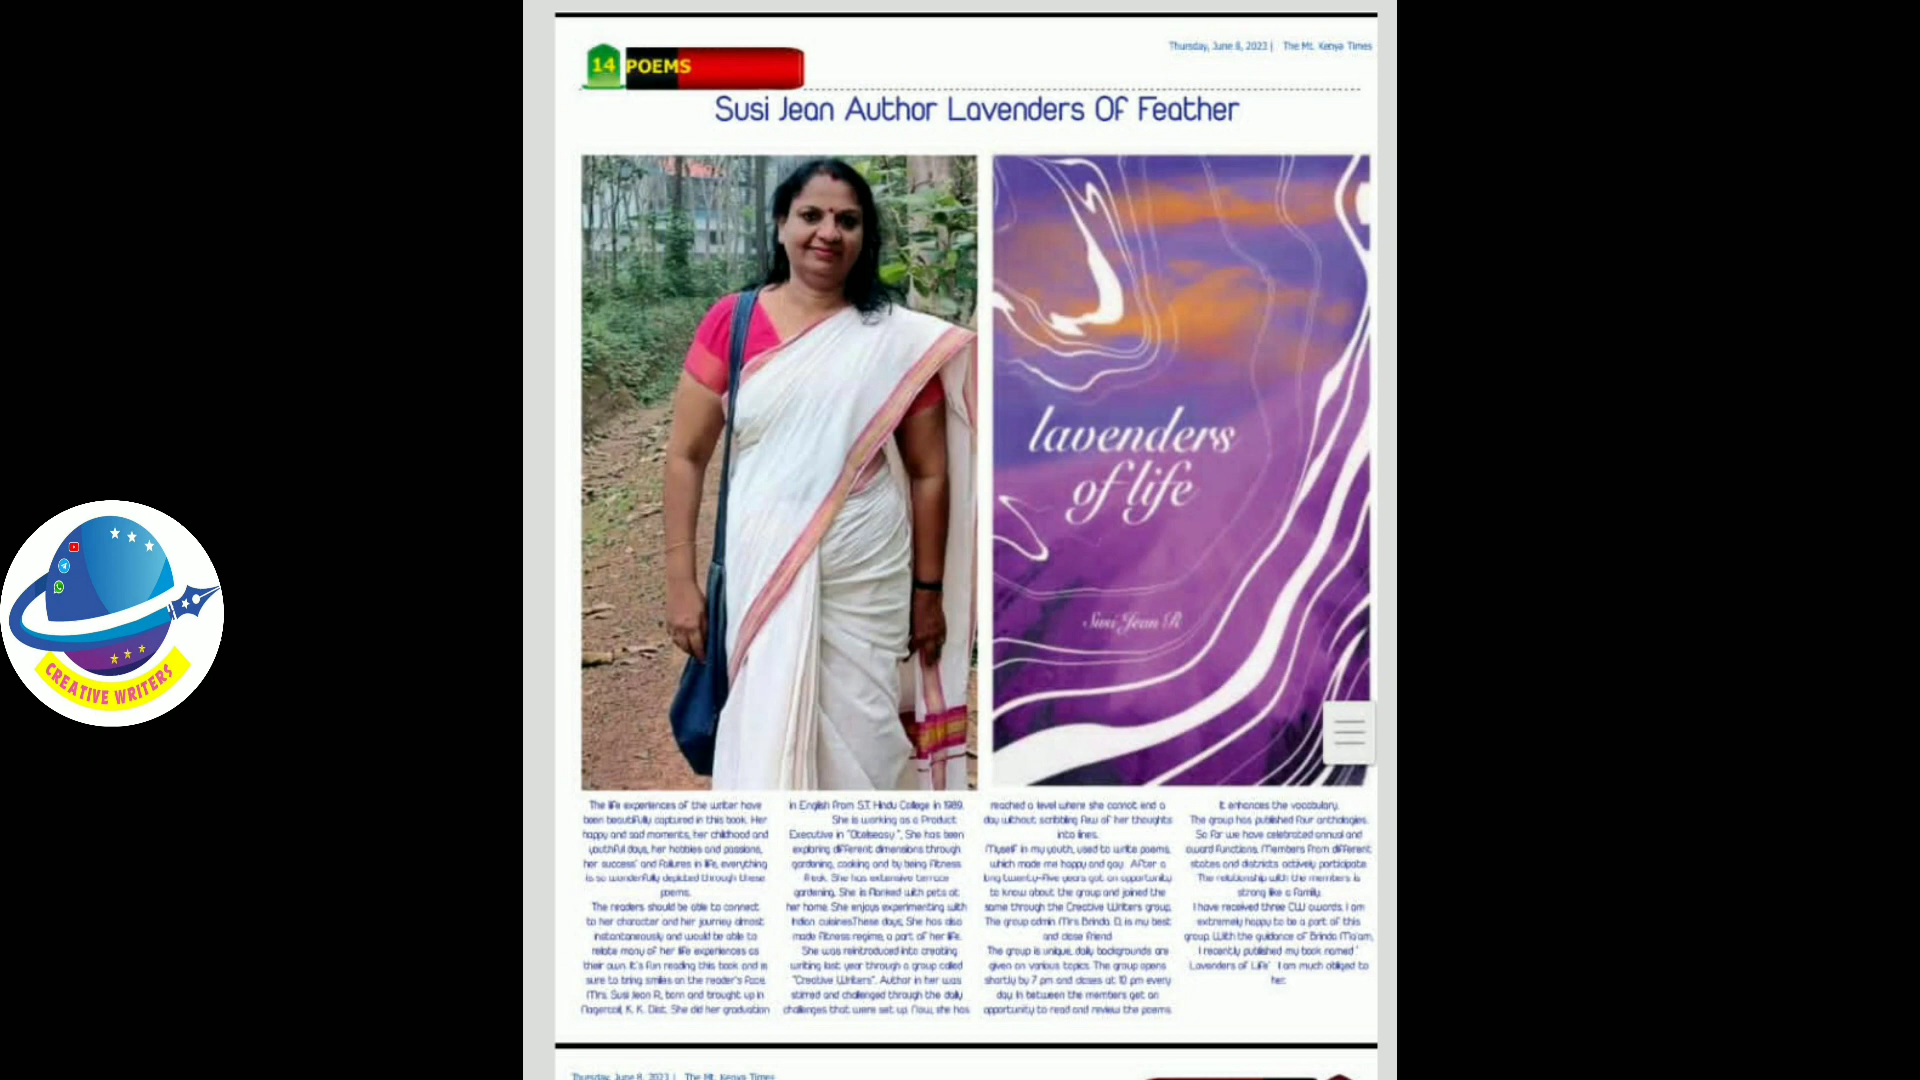 14 POEMS
Thursday, June 8, 2023 | The Mt. Kenya Times
Susi Jean Author Lavenders Of Feather
lavenders
of life
Susi Jean R
CREATIVE WRITERS
The life experiences of the writer have
been beautifully captured in this book. Her
happy and sad moments, her childhood and
youthful days, her hobbies and passions,
her success' and failures in life, everything
is so wonderfully depicted through these
poems.
The readers should be able to connect
to her character and her journey almost
instantaneously and would be able to
relate many of her life experiences as
their own. It's fun reading this book and is
sure to bring smiles on the reader's face.
Mrs. Susi Jean R, born and brought up in
Nagercoil, K. K. Dist. She did her graduation
in English from S.T. Hindu College in 1989.
She is working as a Product
Executive in "Otelseasy ", She has been
exploring different dimensions through
gardening, cooking and by being fitness
freak. She has extensive terrace
gardening. She is flanked with pets at
her home. She enjoys experimenting with
Indian cuisines.These days, She has also
made fitness regime, a part of her life.
She was reintroduced into creating
writing last year through a group called
"Creative Writers". Author in her was
stirred and challenged through the daily
challenges that were set up. Now, she has
reached a level where she cannot end a
day without scribbling few of her thoughts
into lines.
Myself in my youth, used to write poems,
which made me happy and gay. After a
long twenty-five years got an opportunity
to know about the group and joined the
same through the Creative Writers group.
The group admin Mrs. Brinda. D, is my best
and close friend
The group is unique, daily backgrounds are
given on various topics. The group opens
shortly by 7 pm and closes at 10 pm every
day. In between the members get an
opportunity to read and review the poems.
It enhances the vocabulary.
The group has published four anthologies.
So far we have celebrated annual and
award functions. Members from different
states and districts actively participate
The relationship with the members is
strong like a family.
I have received three CW awards. I am
extremely happy to be a part of this
group. With the guidance of Brinda Ma'am,
I recently published my book named '
Lavenders of Life' I am much obliged to
her.
Thursday, June 8, 2023 | The Mt. Kenya Times